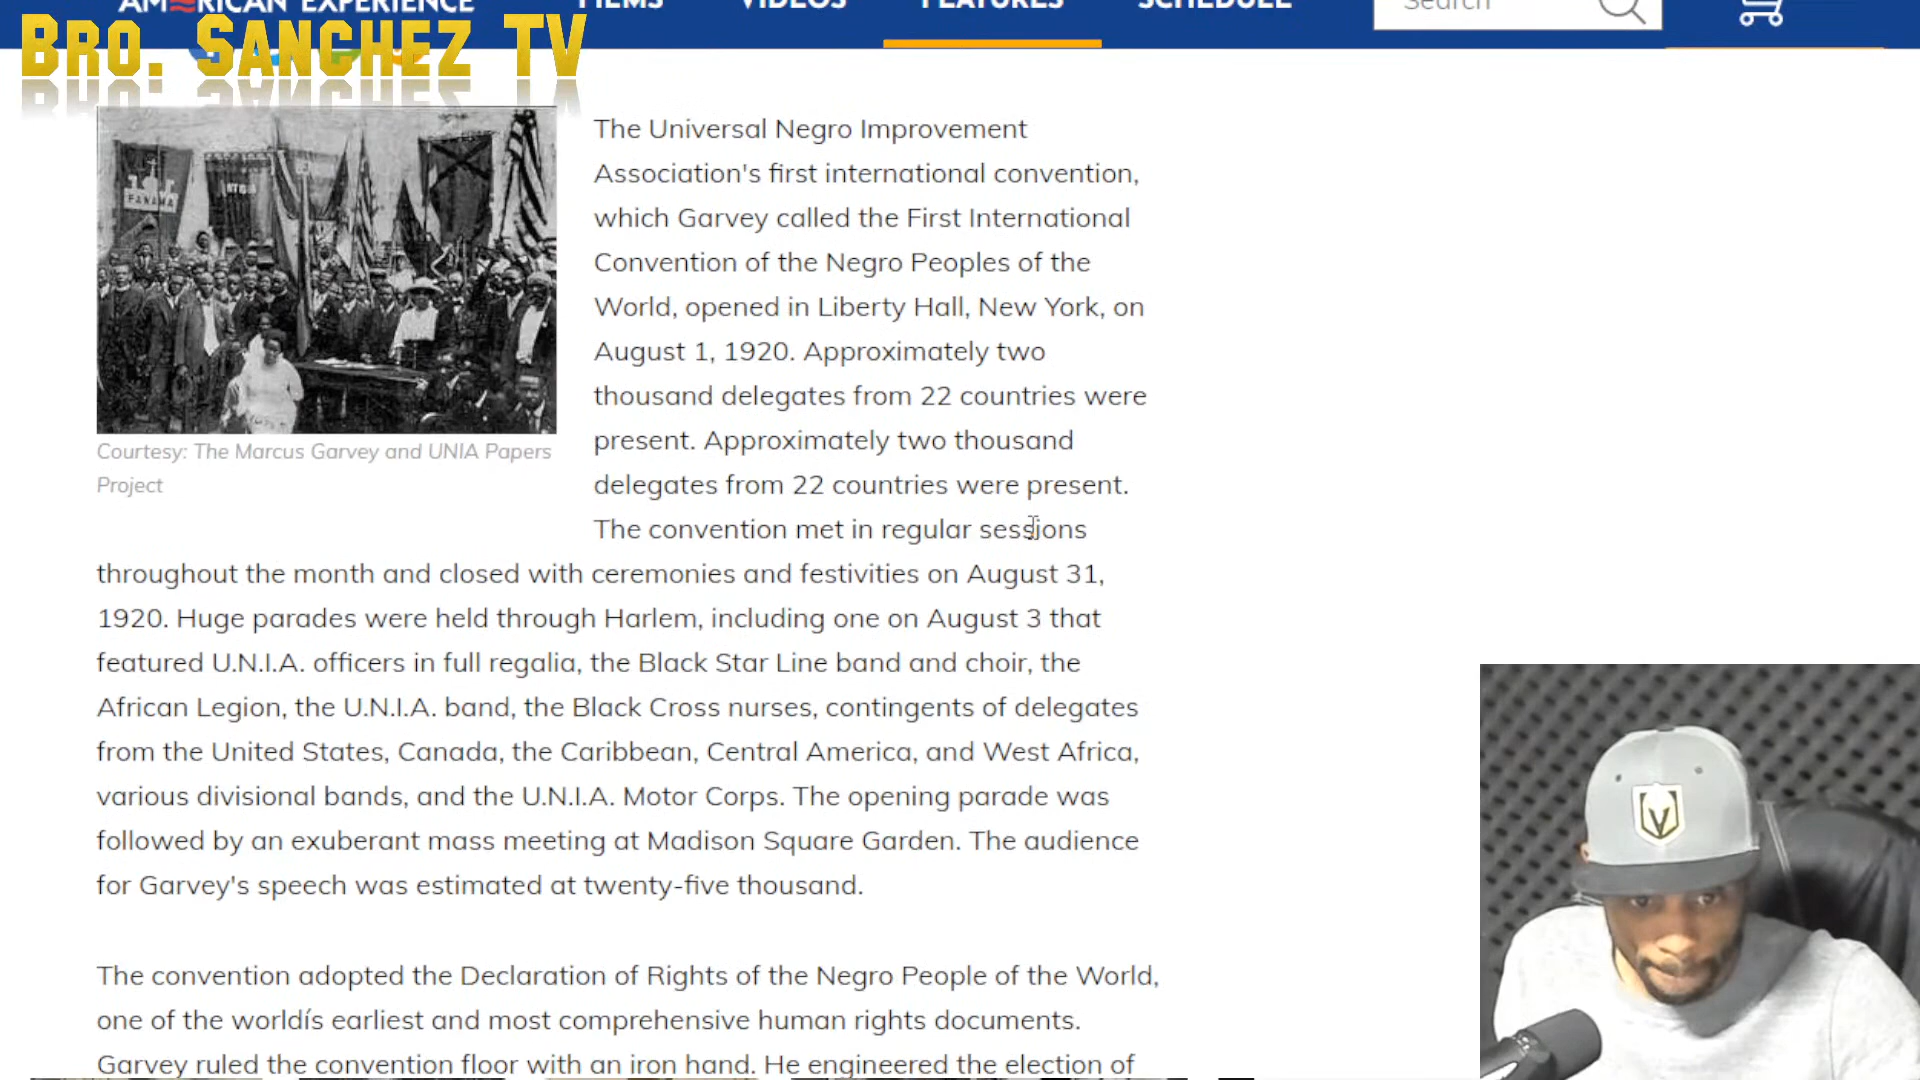 AMERICAN EXPERIENCE FILMS VIDEOS FEATURES SCHEDULE Search
BRO. SANCHEZ TV
PANAMA
Courtesy: The Marcus Garvey and UNIA Papers
Project
The Universal Negro Improvement
Association's first international convention,
which Garvey called the First International
Convention of the Negro Peoples of the
World, opened in Liberty Hall, New York, on
August 1, 1920. Approximately two
thousand delegates from 22 countries were
present. Approximately two thousand
delegates from 22 countries were present.
The convention met in regular sessions
throughout the month and closed with ceremonies and festivities on August 31,
1920. Huge parades were held through Harlem, including one on August 3 that
featured U.N.I.A. officers in full regalia, the Black Star Line band and choir, the
African Legion, the U.N.I.A. band, the Black Cross nurses, contingents of delegates
from the United States, Canada, the Caribbean, Central America, and West Africa,
various divisional bands, and the U.N.I.A. Motor Corps. The opening parade was
followed by an exuberant mass meeting at Madison Square Garden. The audience
for Garvey's speech was estimated at twenty-five thousand.
The convention adopted the Declaration of Rights of the Negro People of the World,
one of the worldís earliest and most comprehensive human rights documents.
Garvey ruled the convention floor with an iron hand. He engineered the election of